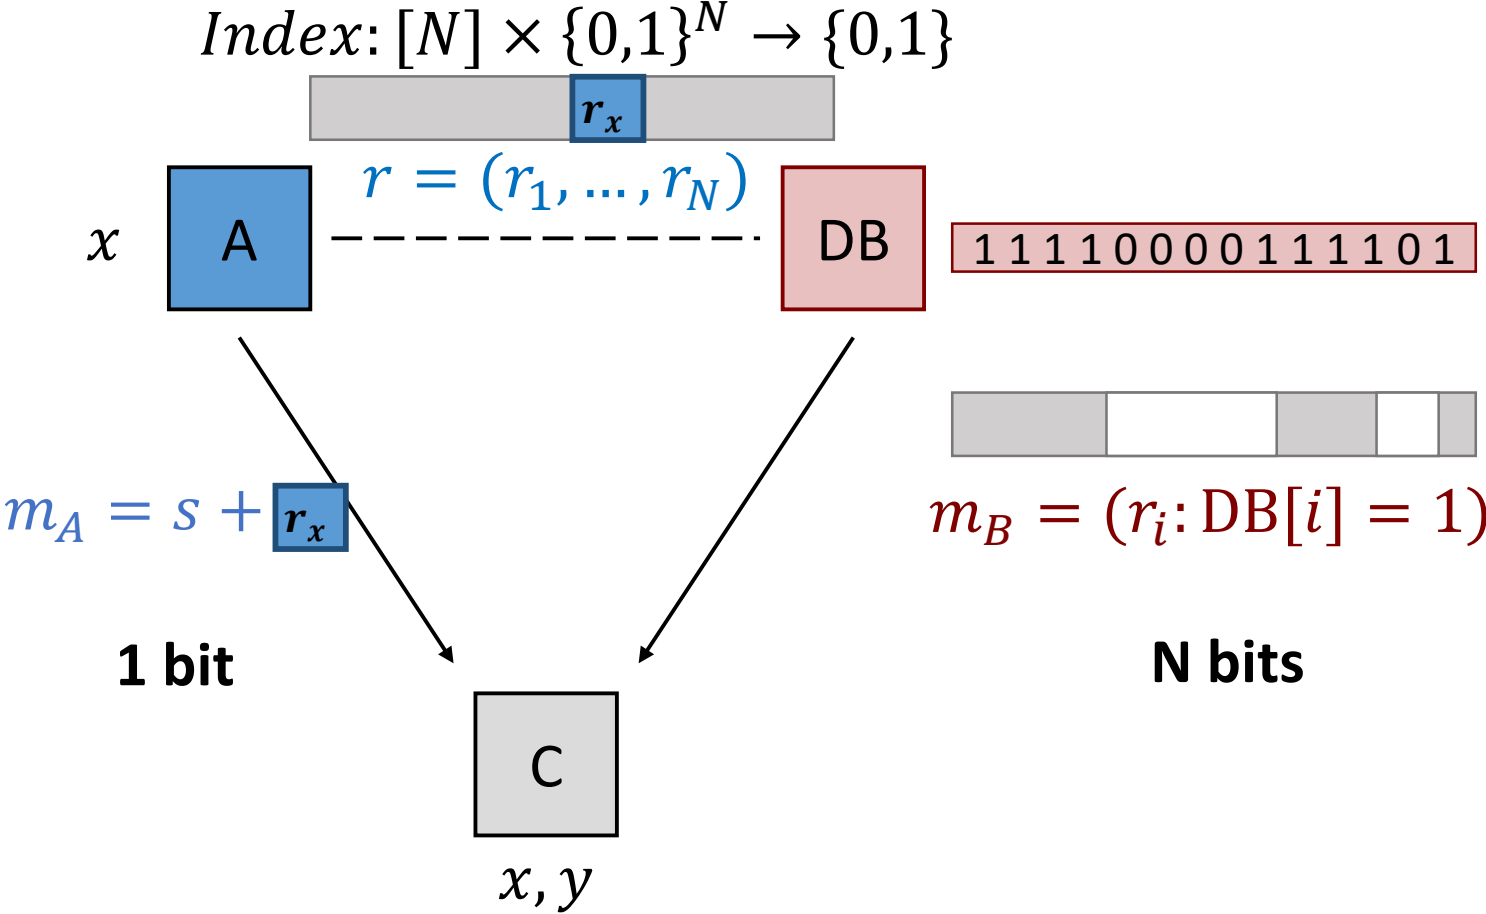 Index: [N] × {0,1}^N → {0,1}
r_x
r = (r_1, … , r_N)
x
A
DB
1 1 1 1 0 0 0 0 1 1 1 1 0 1
m_A = s + r_x
m_B = (r_i: DB[i] = 1)
1 bit
N bits
C
x, y